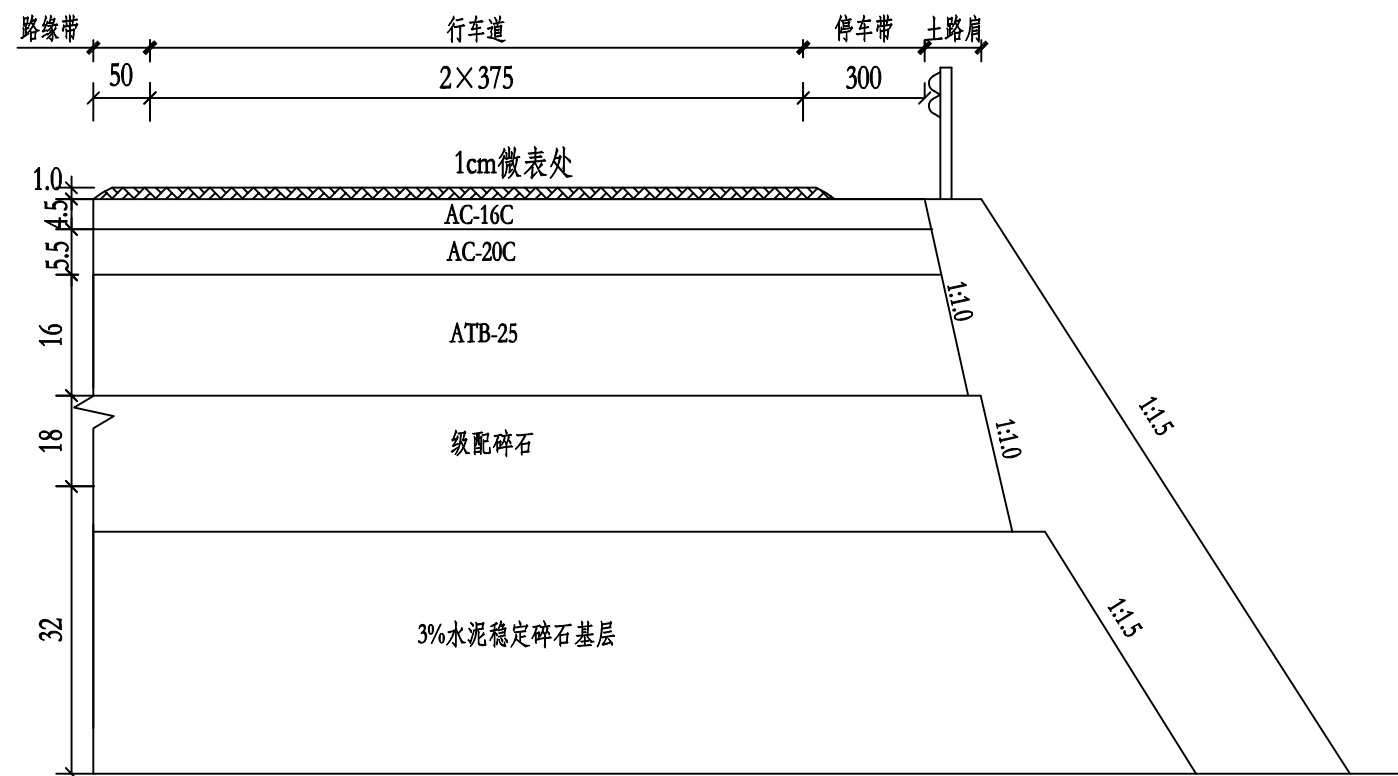 路缘带 行车道 停车带 土路肩
50 2×375 300
1cm微表处
1.0
4.5 AC-16C
5.5 AC-20C
1:1.0
16 ATB-25
1:1.5
18 级配碎石 1:1.0
32 3%水泥稳定碎石基层 1:1.5